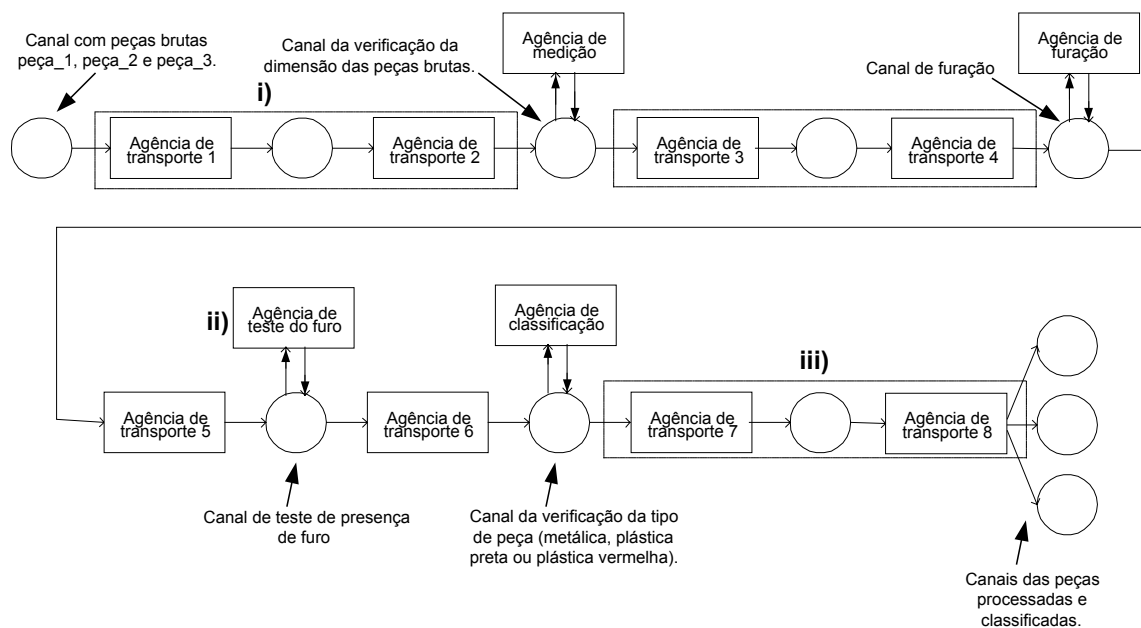 Canal com peças brutas
peça_1, peça_2 e peça_3.
i)
Canal da verificação da
dimensão das peças brutas.
Agência de
medição
Canal de furação
Agência de
furação
Agência de
transporte 1
Agência de
transporte 2
Agência de
transporte 3
Agência de
transporte 4
ii)
Agência de
teste do furo
Agência de
classificação
iii)
Agência de
transporte 5
Agência de
transporte 6
Agência de
transporte 7
Agência de
transporte 8
Canal de teste de presença
de furo
Canal da verificação da tipo
de peça (metálica, plástica
preta ou plástica vermelha).
Canais das peças
processadas e
classificadas.